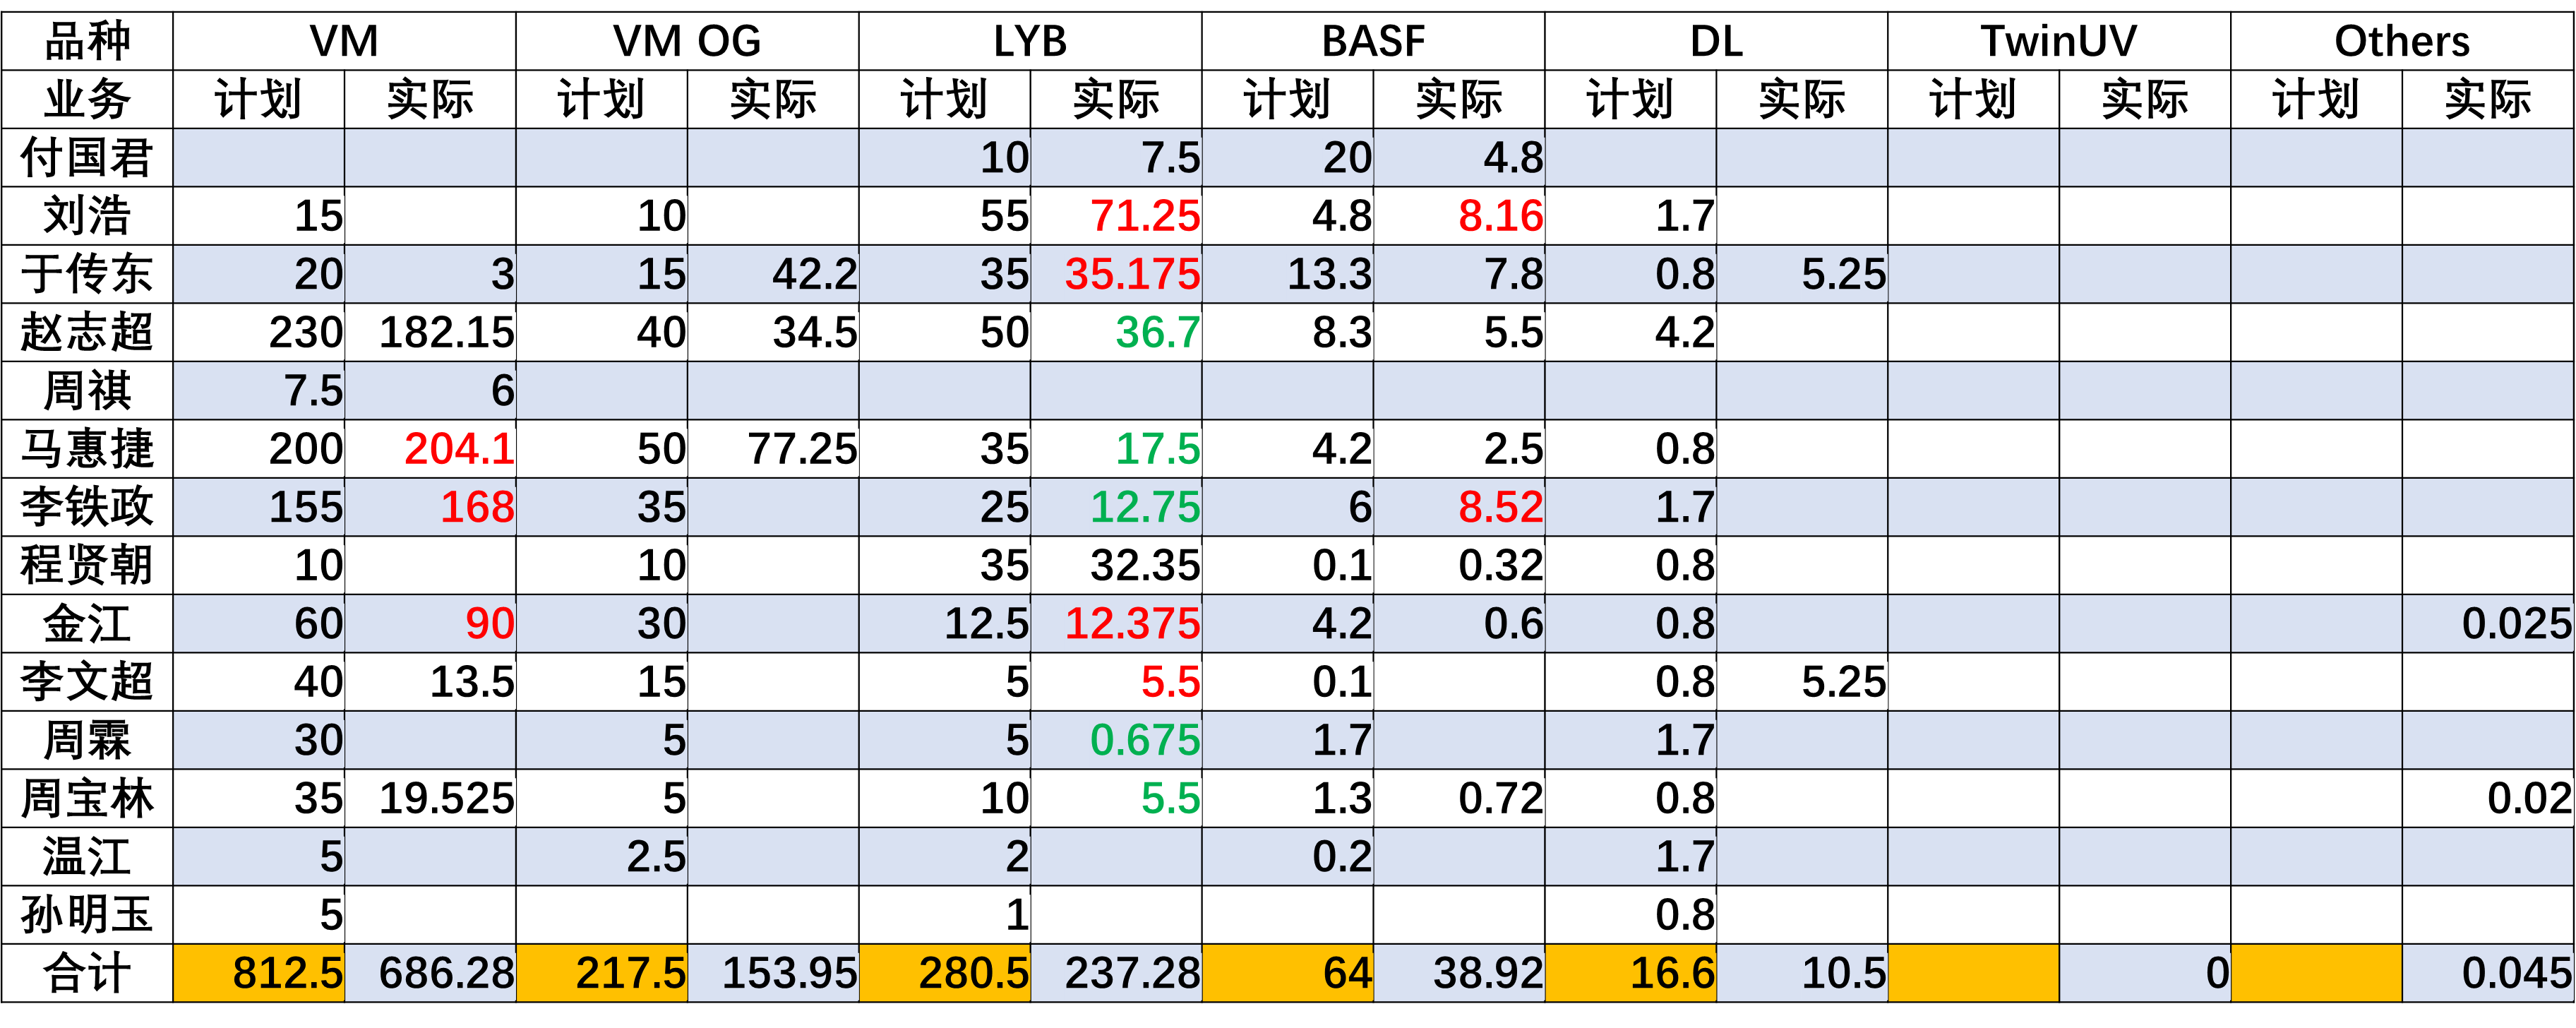 品种 VM VM OG LYB BASF DL TwinUV Others
业务 计划 实际 计划 实际 计划 实际 计划 实际 计划 实际 计划 实际 计划 实际
付国君 10 7.5 20 4.8
刘浩 15 10 55 71.25 4.8 8.16 1.7
于传东 20 3 15 42.2 35 35.175 13.3 7.8 0.8 5.25
赵志超 230 182.15 40 34.5 50 36.7 8.3 5.5 4.2
周祺 7.5 6
马惠捷 200 204.1 50 77.25 35 17.5 4.2 2.5 0.8
李铁政 155 168 35 25 12.75 6 8.52 1.7
程贤朝 10 10 35 32.35 0.1 0.32 0.8
金江 60 90 30 12.5 12.375 4.2 0.6 0.8 0.025
李文超 40 13.5 15 5 5.5 0.1 0.8 5.25
周霖 30 5 5 0.675 1.7 1.7
周宝林 35 19.525 5 10 5.5 1.3 0.72 0.8 0.02
温江 5 2.5 2 0.2 1.7
孙明玉 5 1 0.8
合计 812.5 686.28 217.5 153.95 280.5 237.28 64 38.92 16.6 10.5 0 0.045